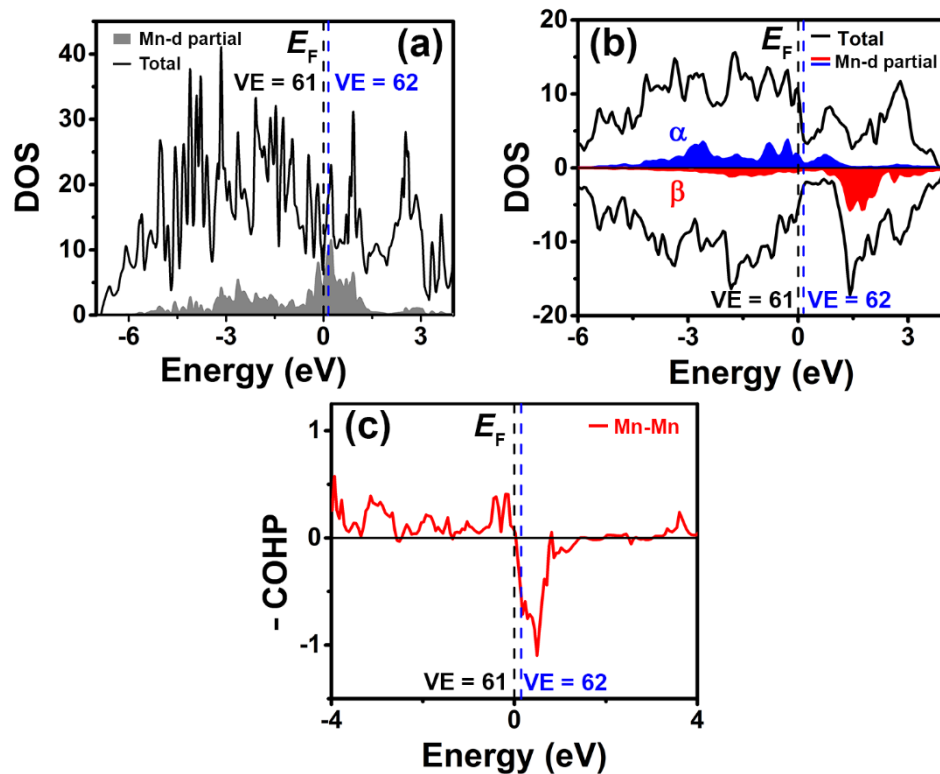 (a)
Mn-d partial
Total
E_F
VE = 61
VE = 62
DOS
40
30
20
10
0
-6
-3
0
3
Energy (eV)
(b)
E_F
Total
Mn-d partial
α
β
VE = 61
VE = 62
DOS
20
10
0
-10
-20
-6
-3
0
3
Energy (eV)
(c)
E_F
Mn-Mn
VE = 61
VE = 62
- COHP
1
0
-1
-4
0
4
Energy (eV)